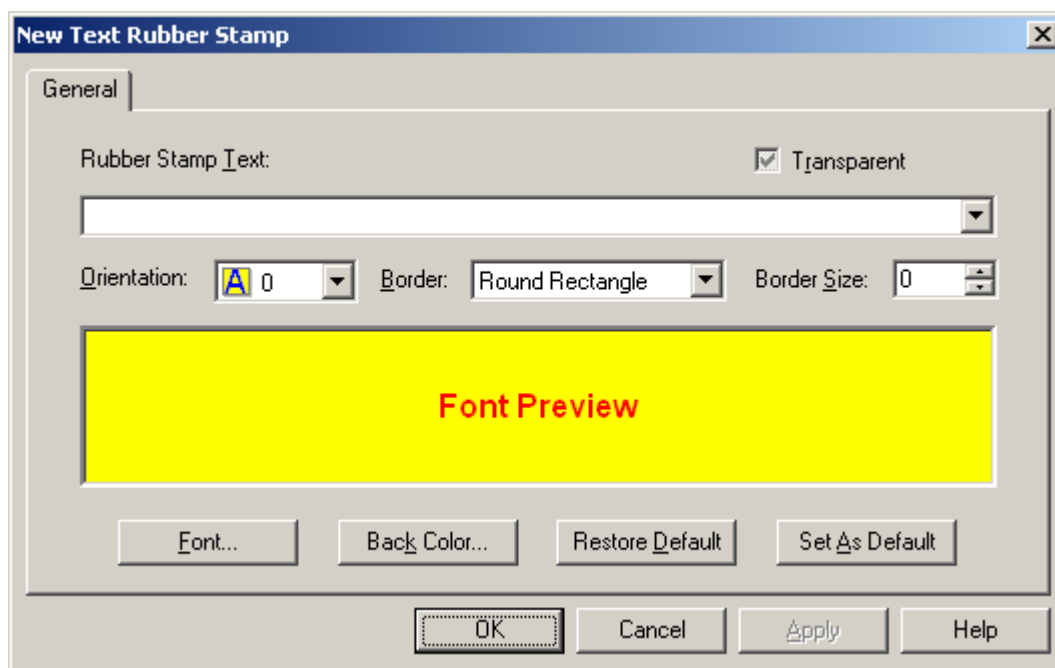 New Text Rubber Stamp
General
Rubber Stamp Text:
Transparent
Orientation: A 0 Border: Round Rectangle Border Size: 0
Font Preview
Font... Back Color... Restore Default Set As Default
OK Cancel Apply Help